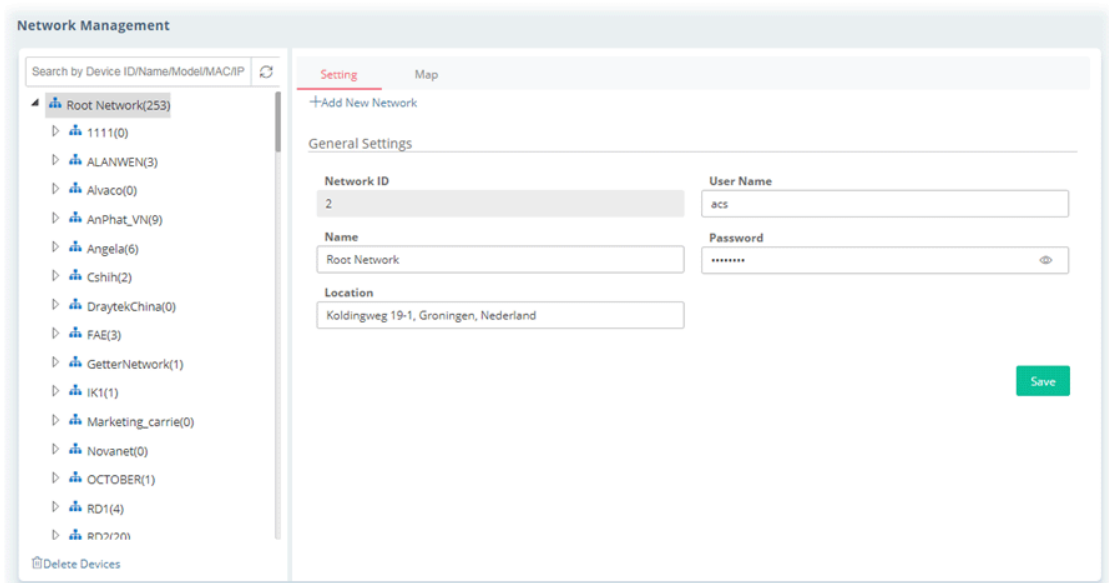 Network Management
Search by Device ID/Name/Model/MAC/IP
Root Network(253)
1111(0)
ALANWEN(3)
Alvaco(0)
AnPhat_VN(9)
Angela(6)
Cshih(2)
DraytekChina(0)
FAE(3)
GetterNetwork(1)
IK1(1)
Marketing_carrie(0)
Novanet(0)
OCTOBER(1)
RD1(4)
RD2(20)
Delete Devices
Setting Map
+Add New Network
General Settings
Network ID
2
Name
Root Network
Location
Koldingweg 19-1, Groningen, Nederland
User Name
acs
Password
••••••••
Save